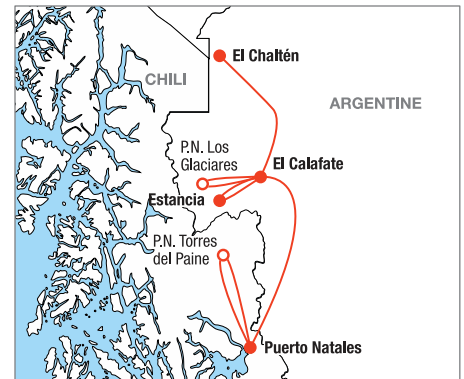 El Chaltén
CHILI
ARGENTINE
P.N. Los
Glaciares
El Calafate
Estancia
P.N. Torres
del Paine
Puerto Natales